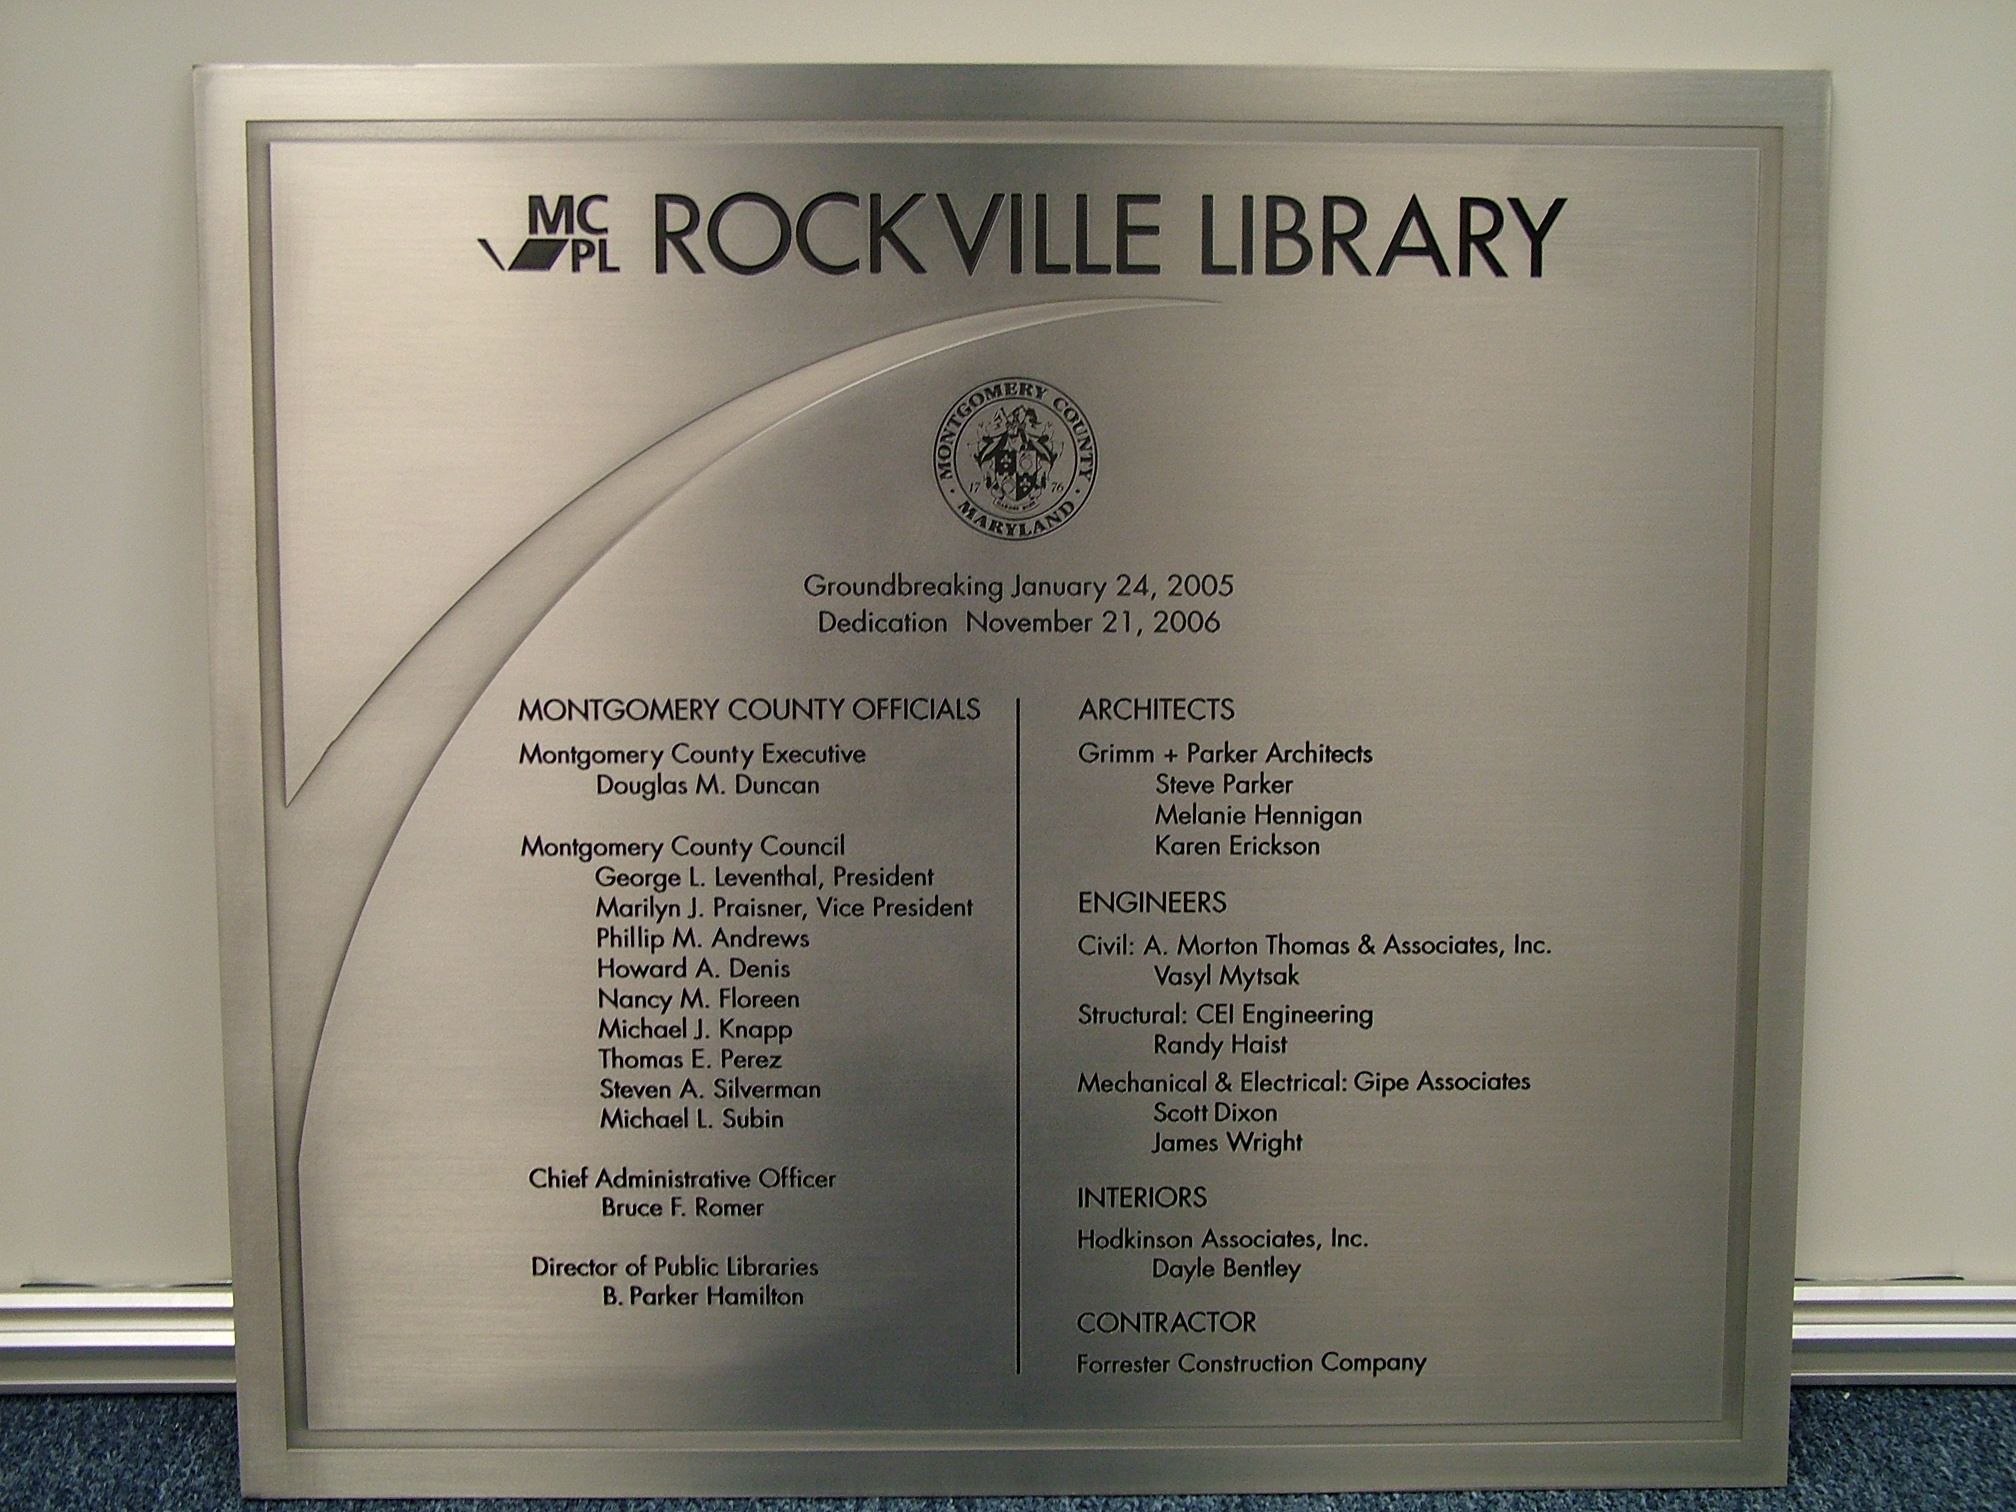 MC
PL
ROCKVILLE LIBRARY
MONTGOMERY COUNTY
17 76
MARYLAND
Groundbreaking January 24, 2005
Dedication November 21, 2006
MONTGOMERY COUNTY OFFICIALS
Montgomery County Executive
Douglas M. Duncan
Montgomery County Council
George L. Leventhal, President
Marilyn J. Praisner, Vice President
Phillip M. Andrews
Howard A. Denis
Nancy M. Floreen
Michael J. Knapp
Thomas E. Perez
Steven A. Silverman
Michael L. Subin
Chief Administrative Officer
Bruce F. Romer
Director of Public Libraries
B. Parker Hamilton
ARCHITECTS
Grimm + Parker Architects
Steve Parker
Melanie Hennigan
Karen Erickson
ENGINEERS
Civil: A. Morton Thomas & Associates, Inc.
Vasyl Mytsak
Structural: CEI Engineering
Randy Haist
Mechanical & Electrical: Gipe Associates
Scott Dixon
James Wright
INTERIORS
Hodkinson Associates, Inc.
Dayle Bentley
CONTRACTOR
Forrester Construction Company